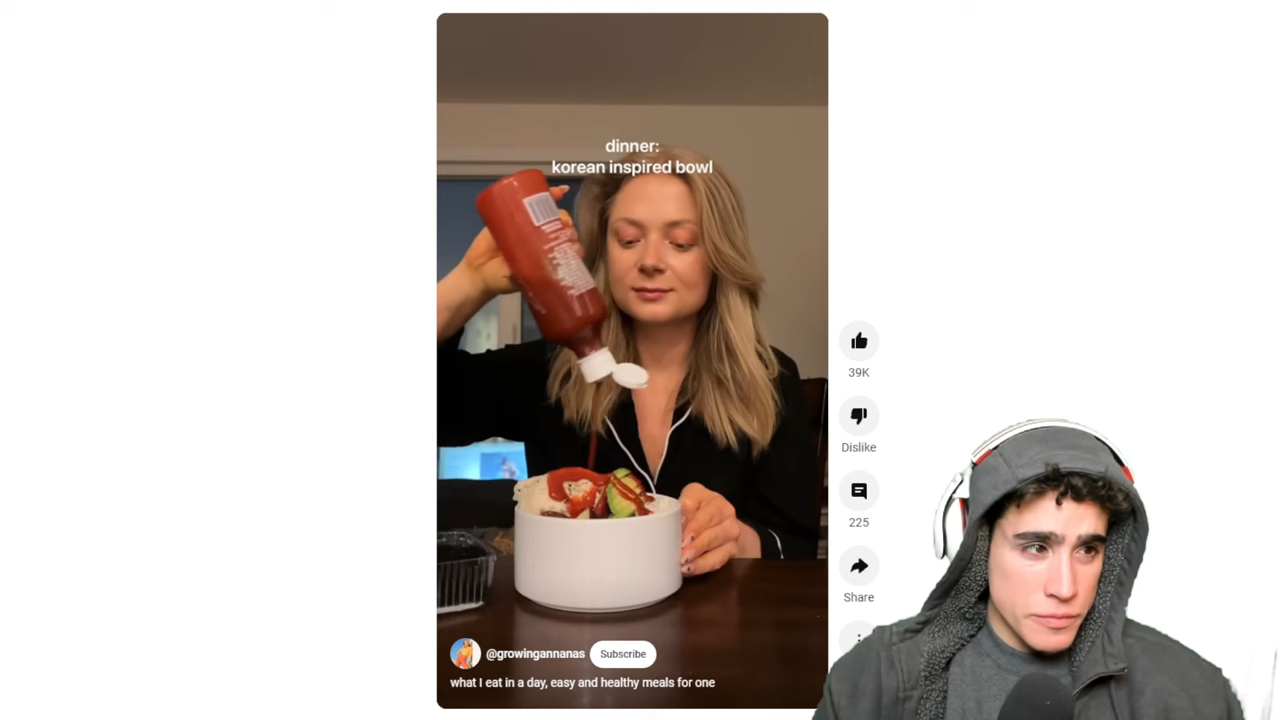 dinner:
korean inspired bowl
39K
Dislike
225
Share
@growingannanas
Subscribe
what I eat in a day, easy and healthy meals for one